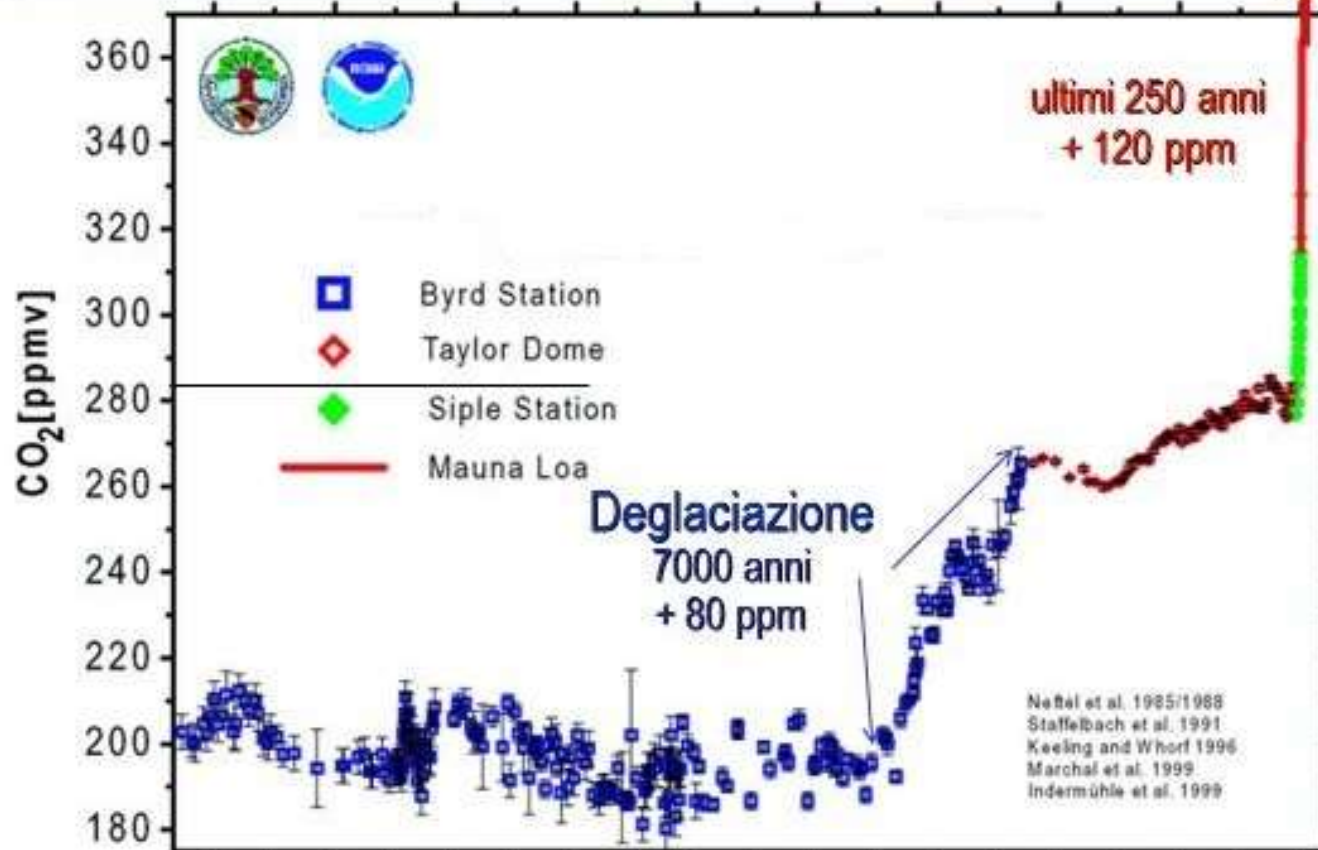 360
340
320
300
280
260
240
220
200
180
CO2[ppmv]
ultimi 250 anni
+ 120 ppm
Byrd Station
Taylor Dome
Siple Station
Mauna Loa
Deglaciazione
7000 anni
+ 80 ppm
Neftel et al. 1985/1988
Staffelbach et al. 1991
Keeling and Whorf 1996
Marchal et al. 1999
Indermühle et al. 1999